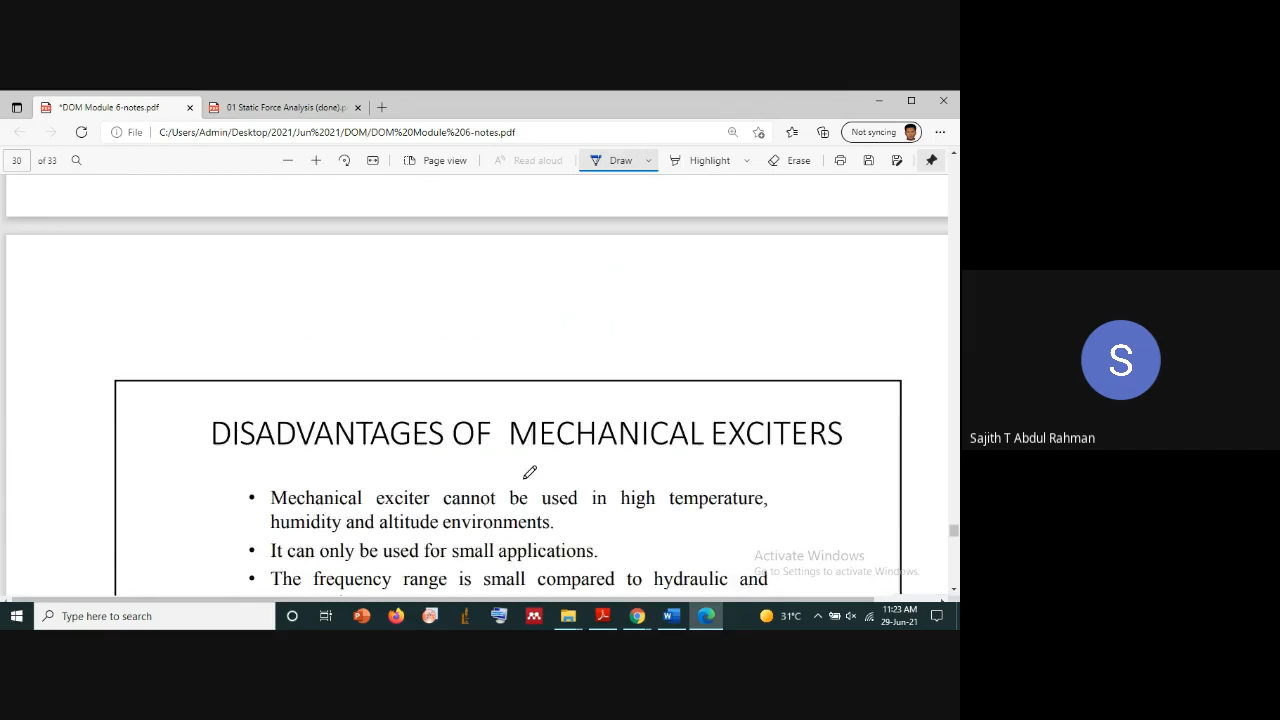 *DOM Module 6-notes.pdf
01 Static Force Analysis (done).p
File
C:/Users/Admin/Desktop/2021/Jun%2021/DOM/DOM%20Module%206-notes.pdf
Not syncing
30 of 33
Page view
Read aloud
Draw
Highlight
Erase
DISADVANTAGES OF MECHANICAL EXCITERS
• Mechanical exciter cannot be used in high temperature,
humidity and altitude environments.
• It can only be used for small applications.
• The frequency range is small compared to hydraulic and
Activate Windows
Go to Settings to activate Windows.
S
Sajith T Abdul Rahman
Type here to search
31°C
11:23 AM
29-Jun-21